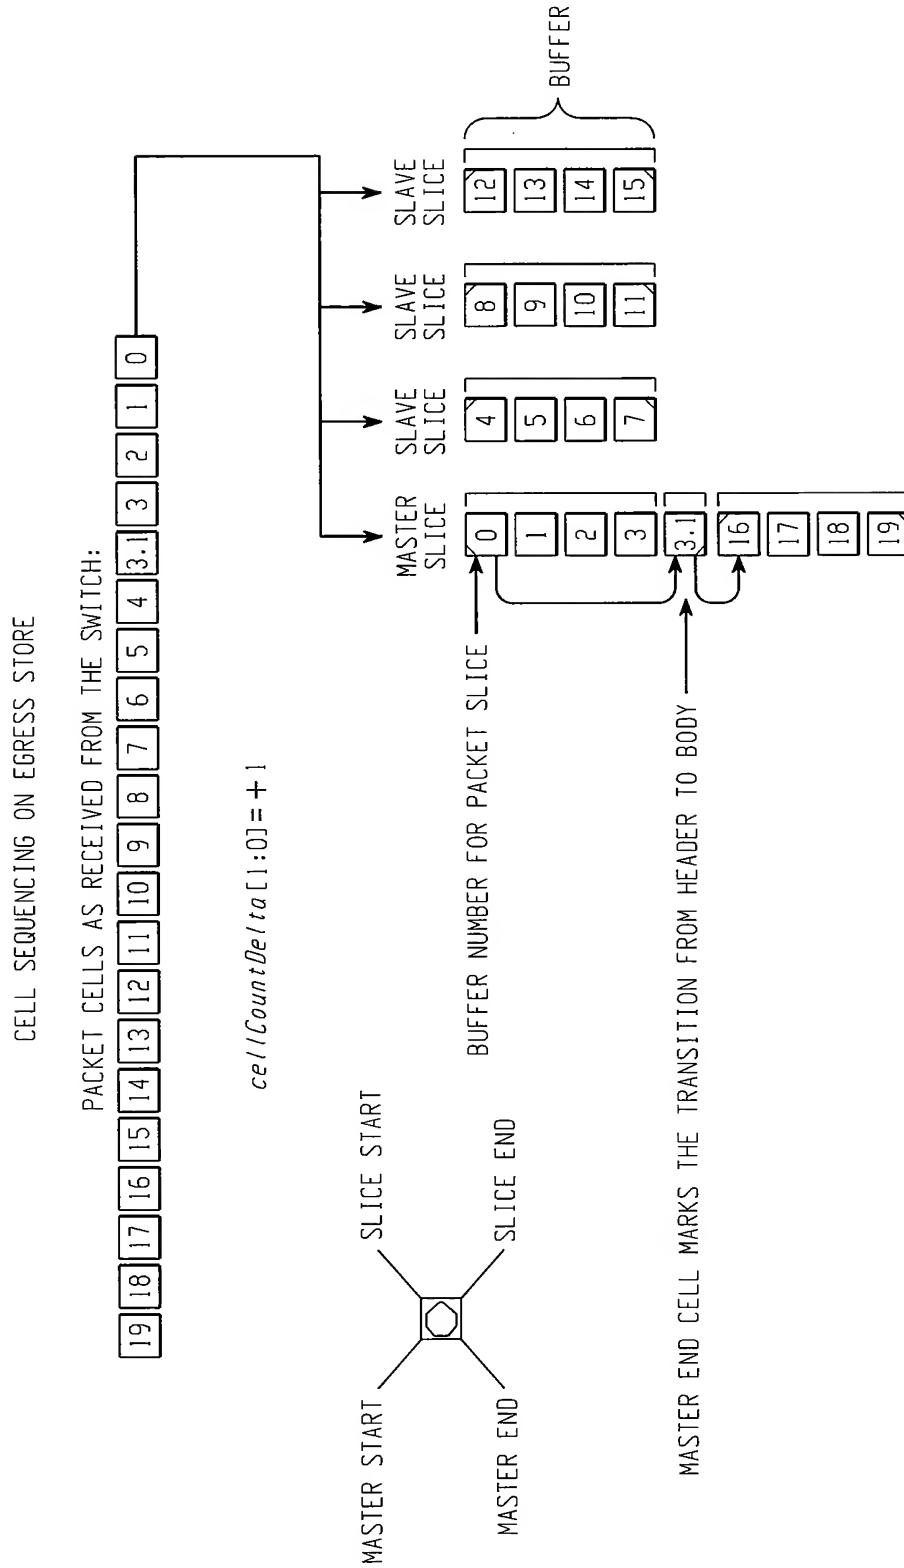 CELL SEQUENCING ON EGRESS STORE
PACKET CELLS AS RECEIVED FROM THE SWITCH:
19 18 17 16 15 14 13 12 11 10 9 8 7 6 5 4 3.1 3 2 1 0
cellCountDelta[1:0]=+1
MASTER START
SLICE START
MASTER END
SLICE END
MASTER
SLICE
SLAVE
SLICE
SLAVE
SLICE
SLAVE
SLICE
BUFFER NUMBER FOR PACKET SLICE
0 4 8 12
1 5 9 13
2 6 10 14
3 7 11 15
BUFFER
3.1
MASTER END CELL MARKS THE TRANSITION FROM HEADER TO BODY
16
17
18
19